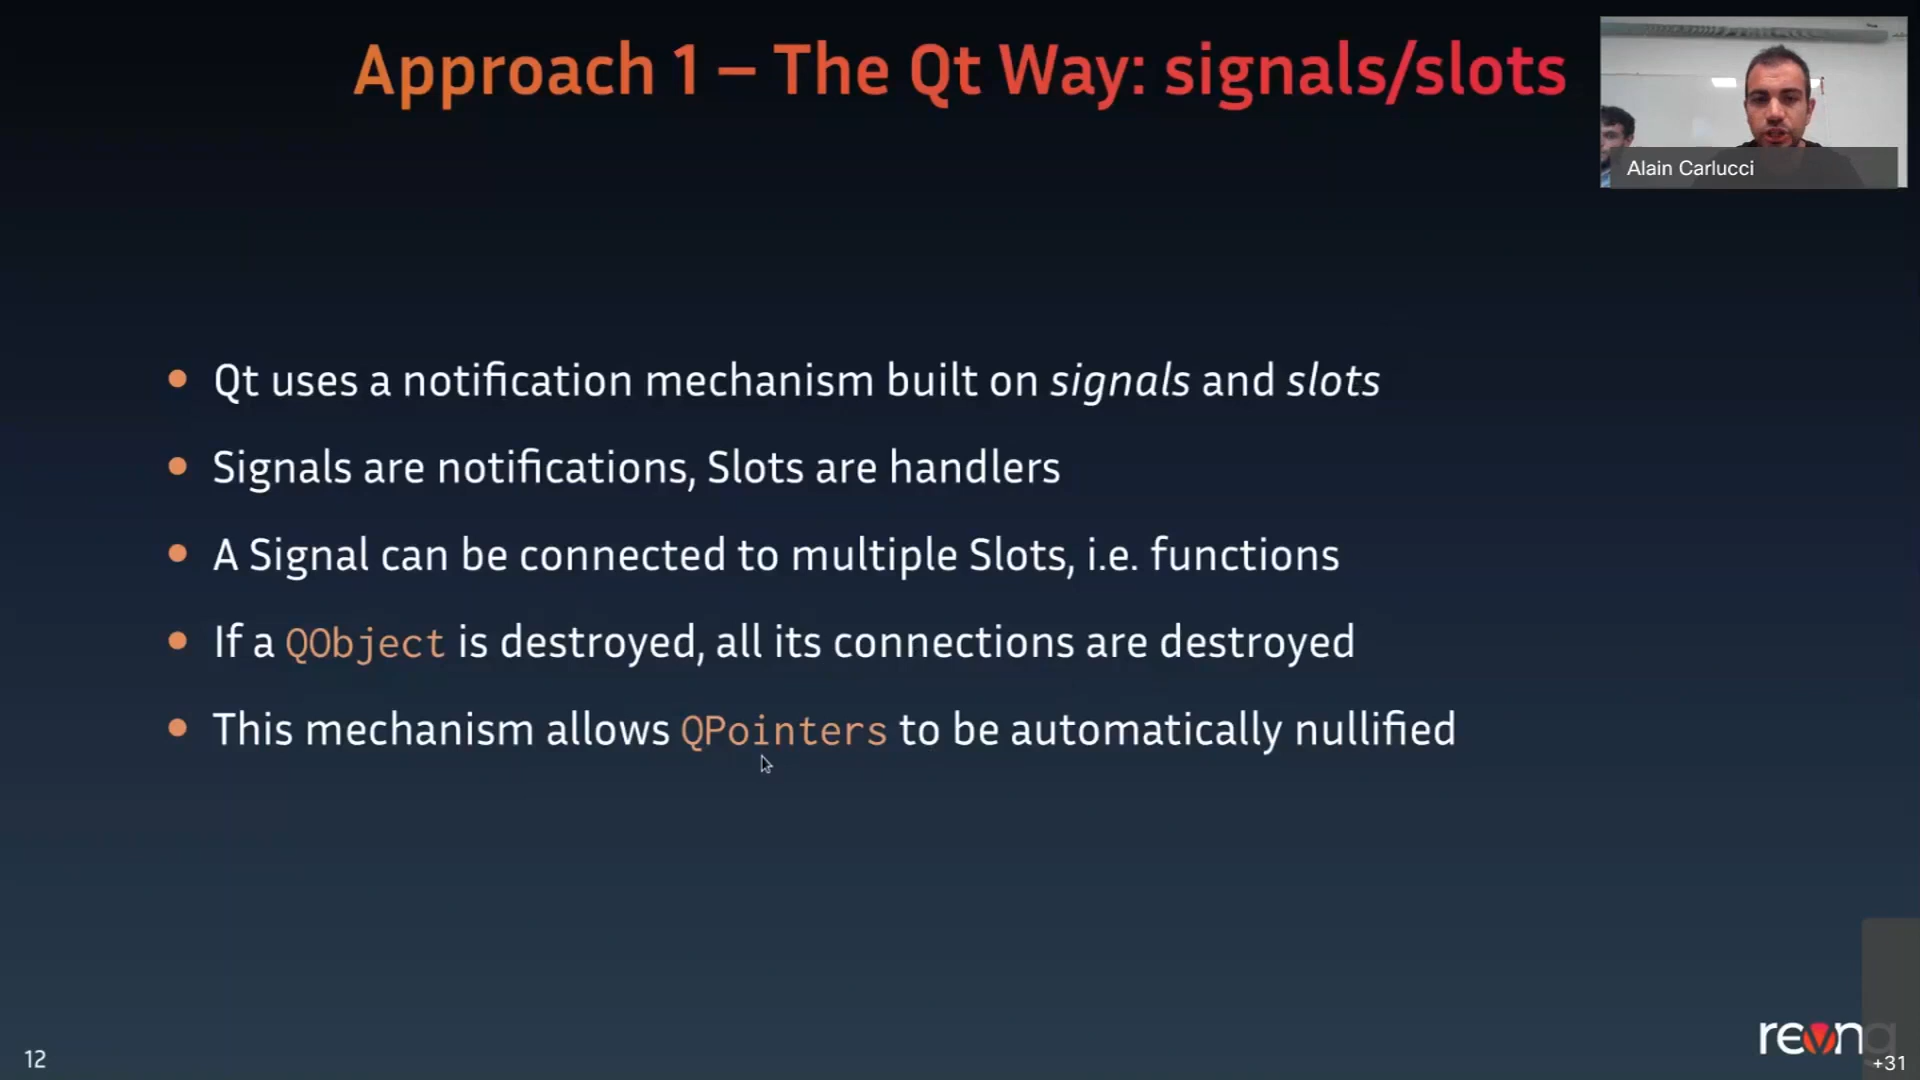 Approach 1 – The Qt Way: signals/slots
Alain Carlucci
Qt uses a notification mechanism built on signals and slots
Signals are notifications, Slots are handlers
A Signal can be connected to multiple Slots, i.e. functions
If a QObject is destroyed, all its connections are destroyed
This mechanism allows QPointers to be automatically nullified
12
revng
+31